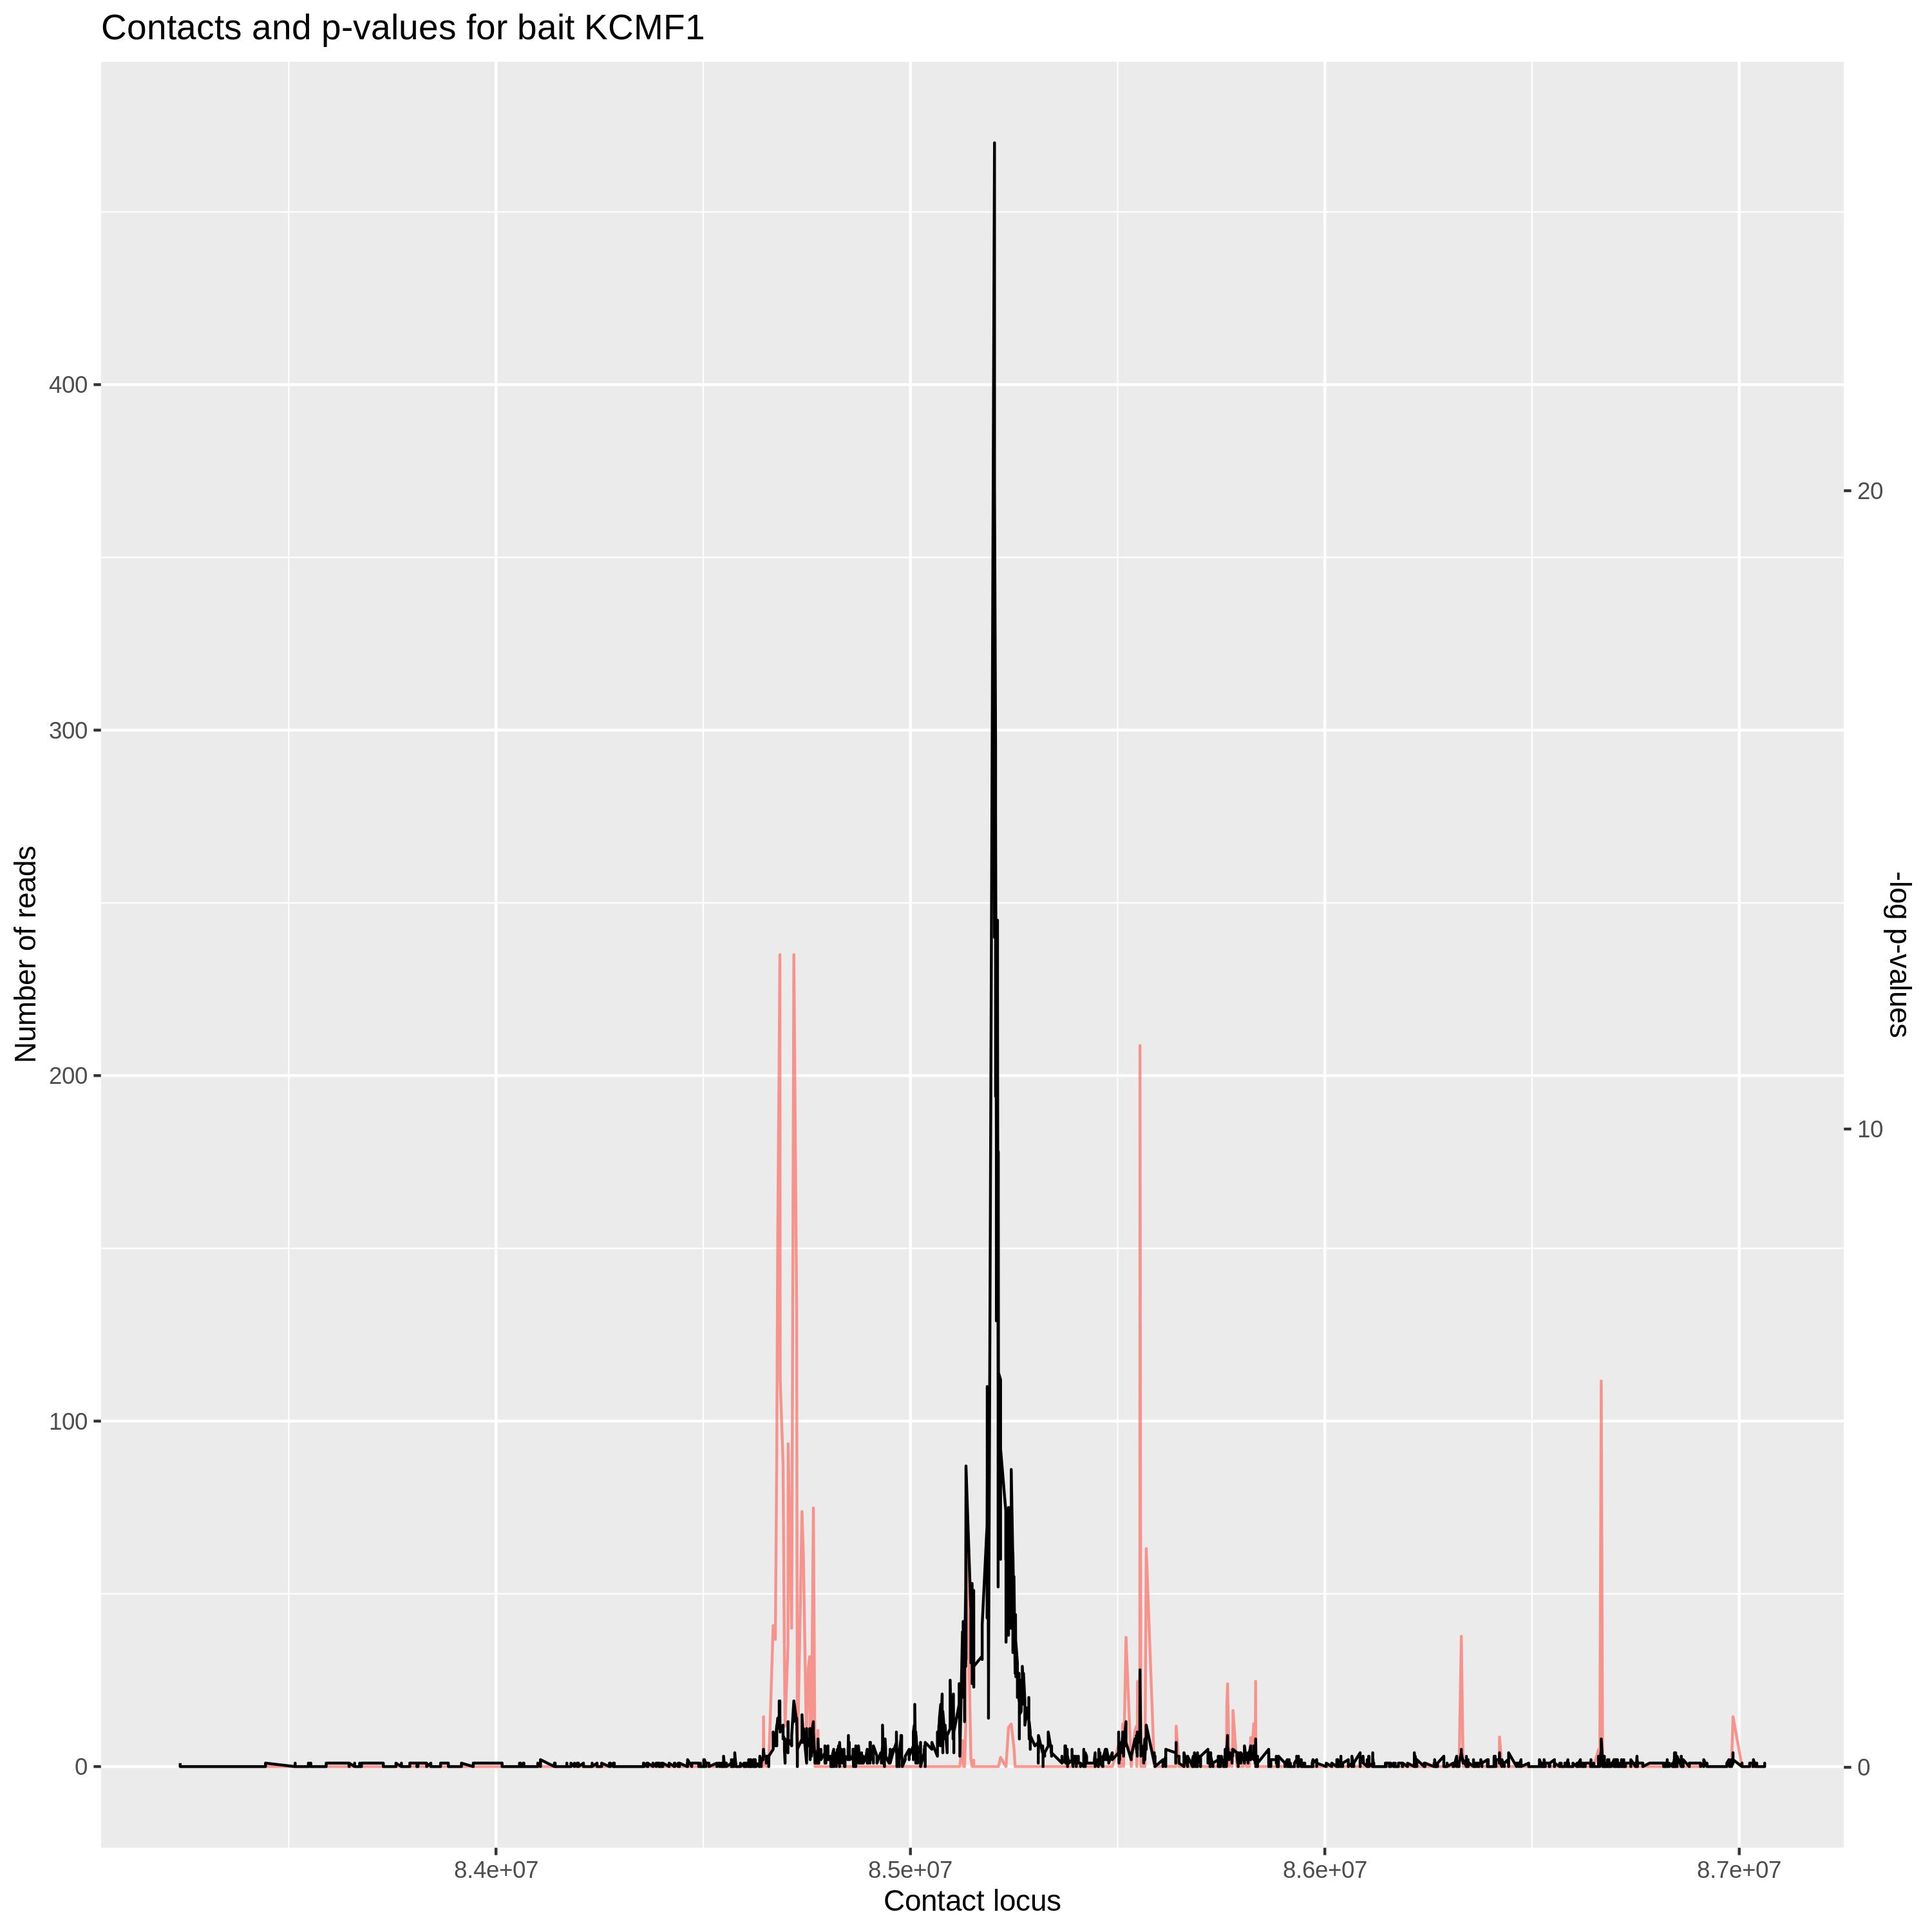 Contacts and p-values for bait KCMF1
Number of reads
400
300
200
100
0
20
10
0
-log p-values
8.4e+07
8.5e+07
8.6e+07
8.7e+07
Contact locus